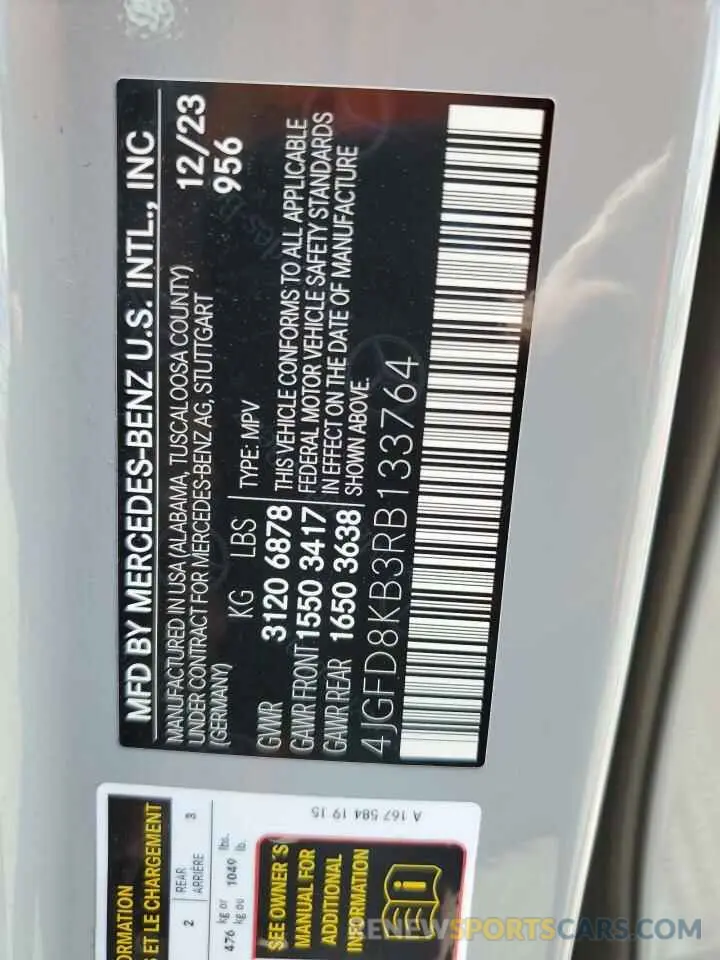 MFD BY MERCEDES-BENZ U.S. INTL., INC
MANUFACTURED IN USA (ALABAMA, TUSCALOOSA COUNTY)
UNDER CONTRACT FOR MERCEDES-BENZ AG, STUTTGART
(GERMANY)
12/23
956
KG LBS
TYPE: MPV
GVWR 3120 6878
GAWR FRONT 1550 3417
GAWR REAR 1650 3638
THIS VEHICLE CONFORMS TO ALL APPLICABLE
FEDERAL MOTOR VEHICLE SAFETY STANDARDS
IN EFFECT ON THE DATE OF MANUFACTURE
SHOWN ABOVE.
4JGFD8KB3RB133764
ORMATION
S ET LE CHARGEMENT
2 REAR 3
ARRIÈRE
476 kg or 1049 lbs.
kg ou lb.
SEE OWNER'S
MANUAL FOR
ADDITIONAL
INFORMATION
A 167 584 19 15
RENEWSPORTSCARS.COM